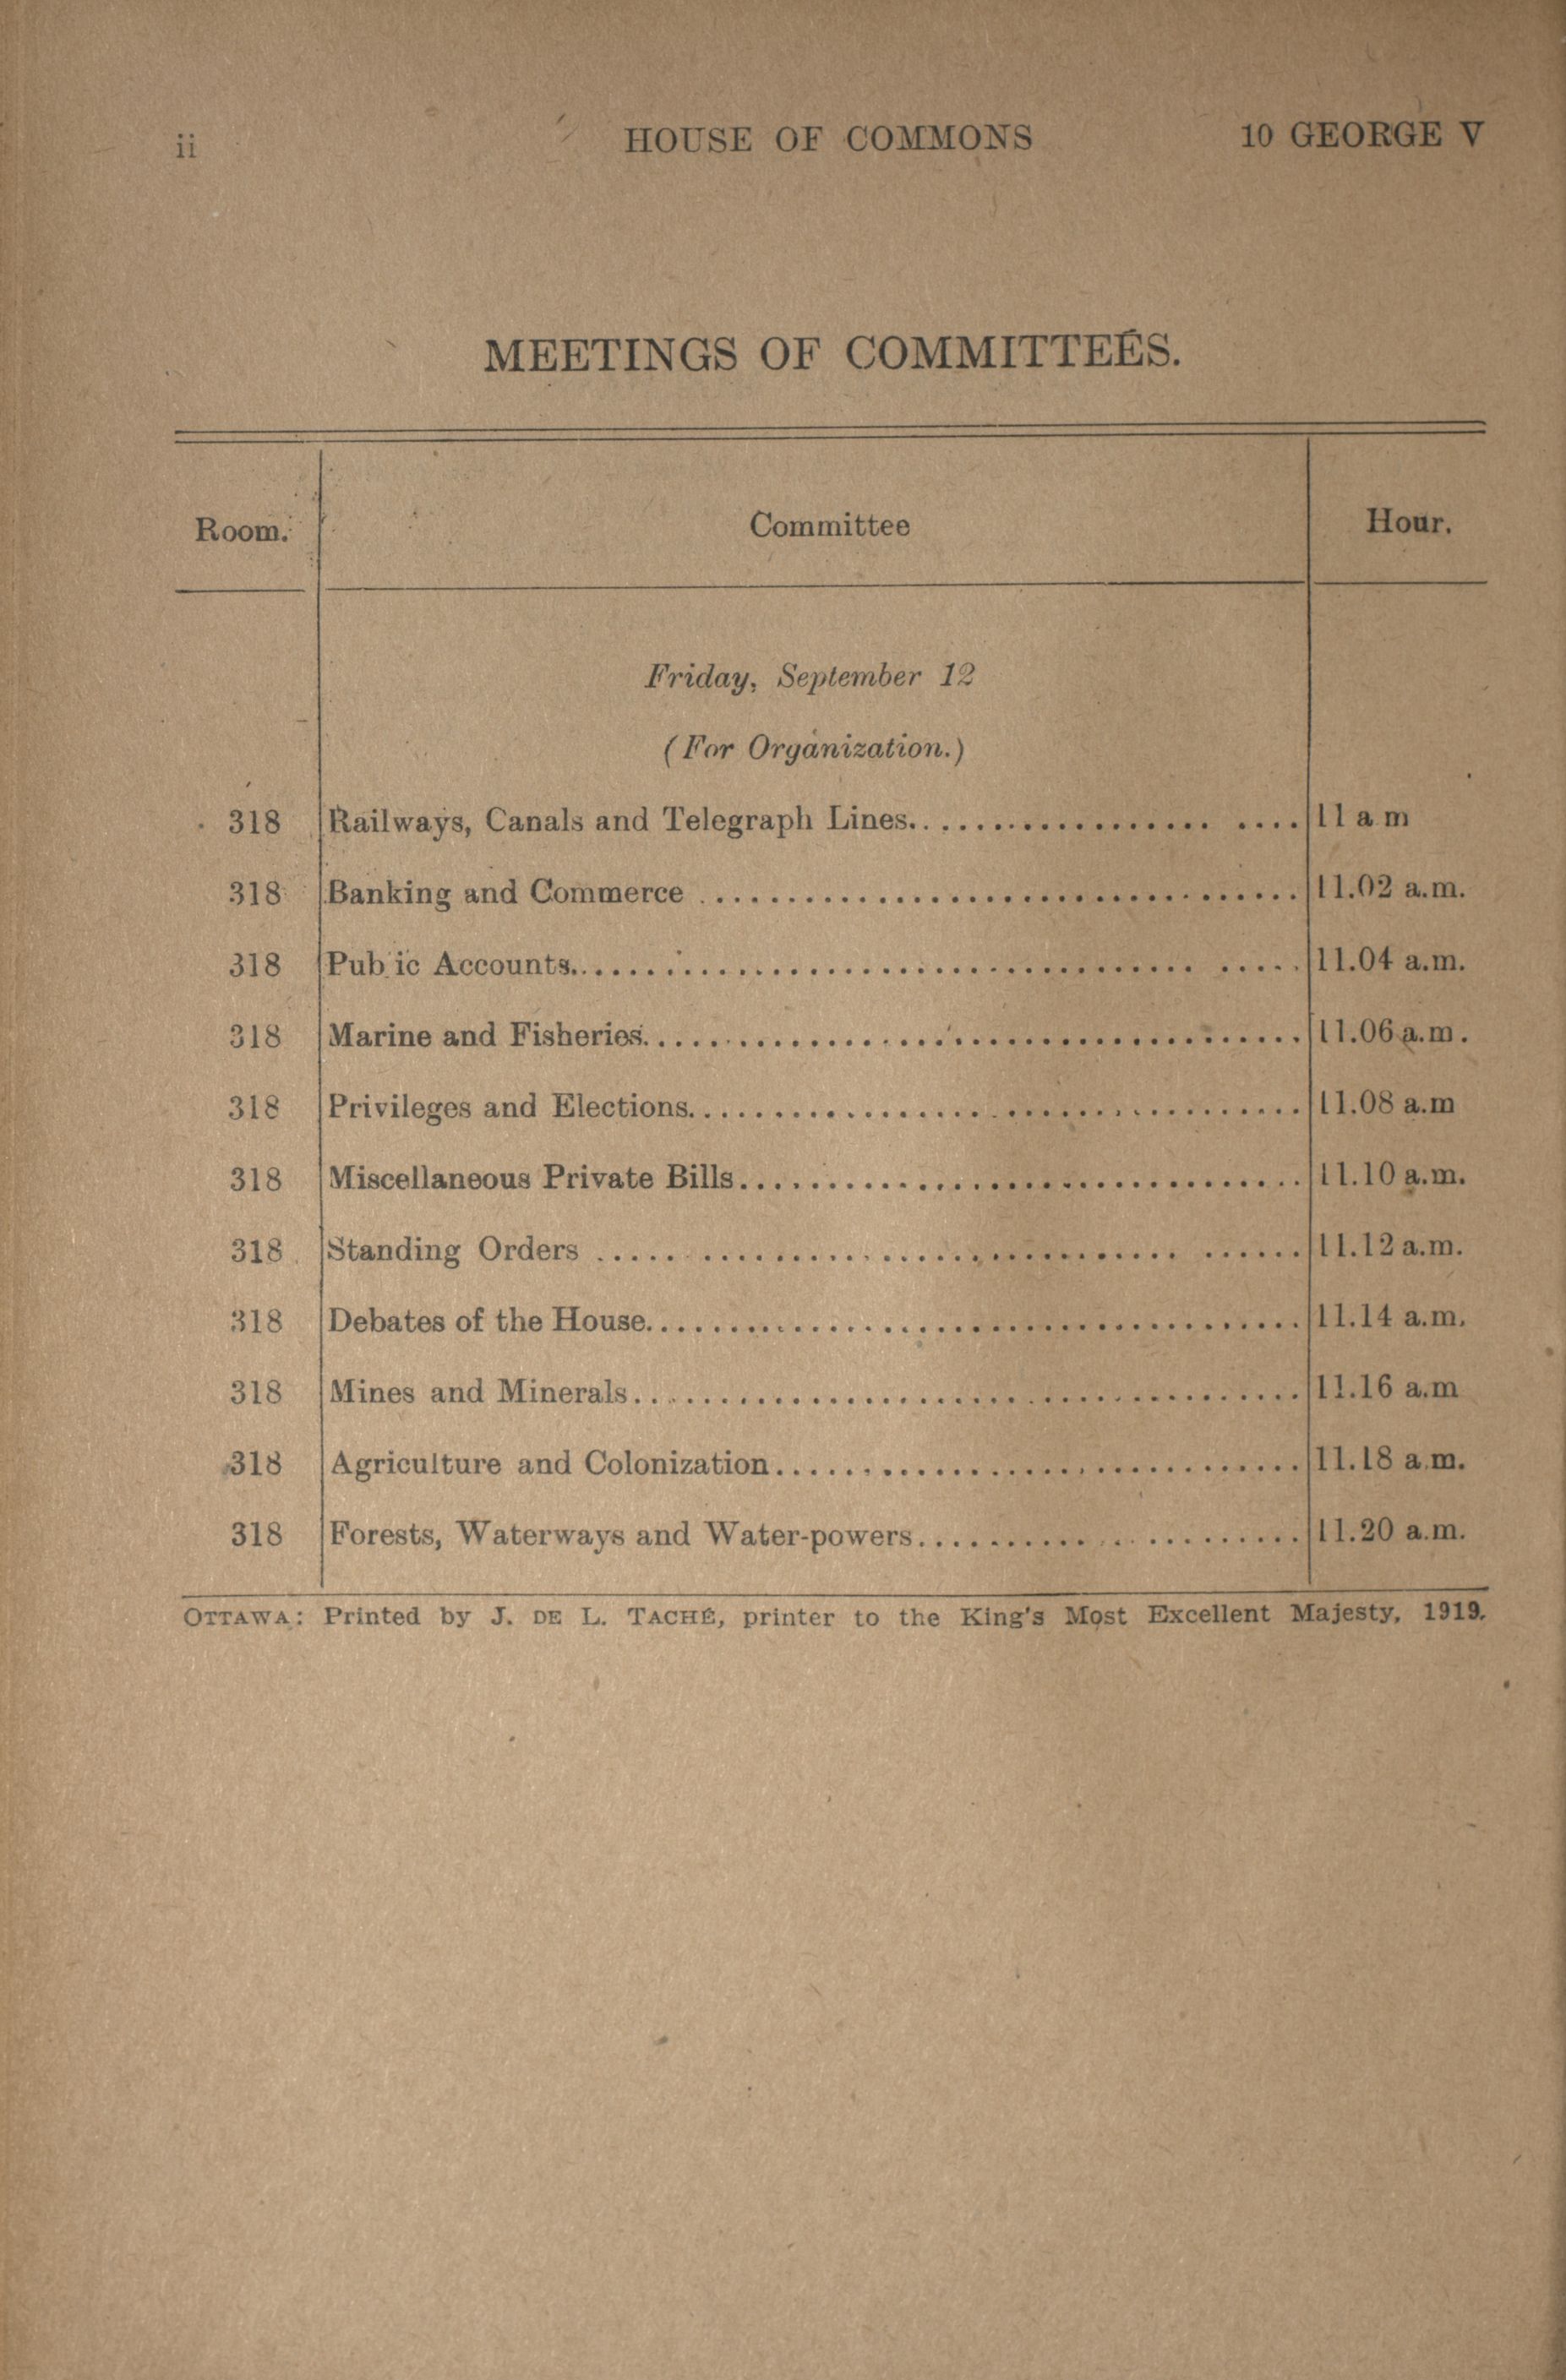 ii HOUSE OF COMMONS 10 GEORGE V
MEETINGS OF COMMITTEES.
Room. Committee Hour.
Friday, September 12
(For Organization.)
318 Railways, Canals and Telegraph Lines.................... .... 11 a m
318 Banking and Commerce .................................. 11.02 a.m.
318 Pub ic Accounts................................... ..... 11.04 a.m.
318 Marine and Fisheries..................................... 11.06 a.m.
318 Privileges and Elections.................................. 11.08 a.m
318 Miscellaneous Private Bills............................... 11.10 a.m.
318 Standing Orders ................................ ...... 11.12 a.m.
318 Debates of the House..................................... 11.14 a.m.
318 Mines and Minerals...................................... 11.16 a.m
318 Agriculture and Colonization.............................. 11.18 a.m.
318 Forests, Waterways and Water-powers...................... 11.20 a.m.
OTTAWA: Printed by J. DE L. TACHÉ, printer to the King's Most Excellent Majesty, 1919.